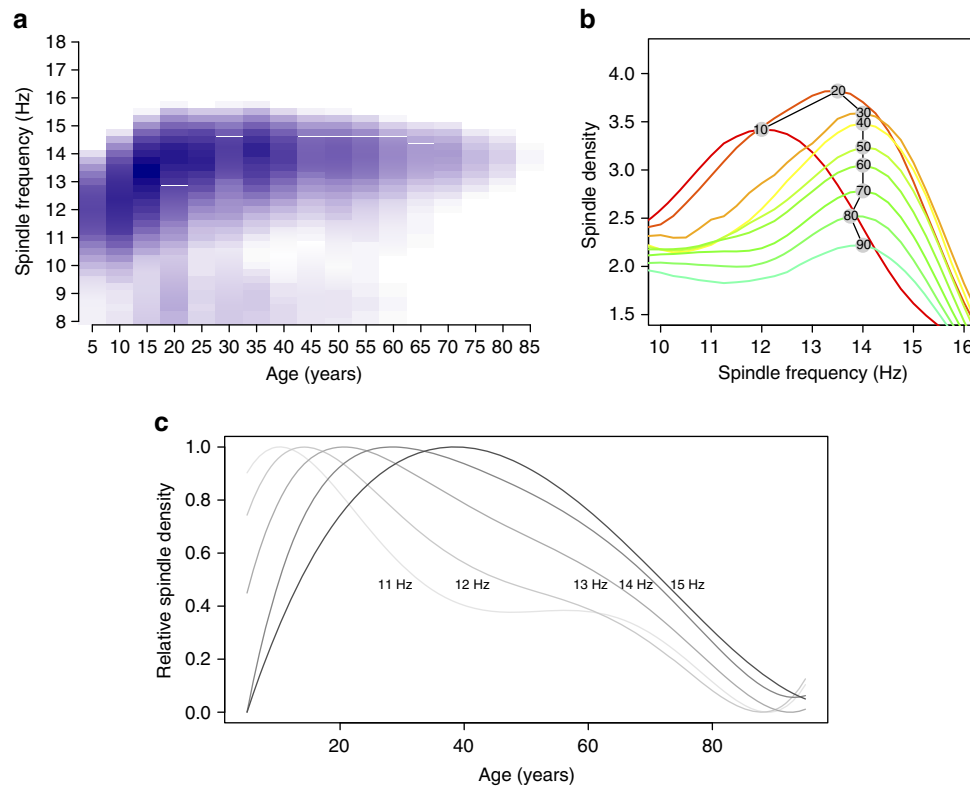 a
18
17
16
15
14
13
12
11
10
9
8
Spindle frequency (Hz)
5 10 15 20 25 30 35 40 45 50 55 60 65 70 75 80 85
Age (years)
b
4.0
3.5
3.0
2.5
2.0
1.5
Spindle density
10
20
30
40
50
60
70
80
90
10 11 12 13 14 15 16
Spindle frequency (Hz)
c
1.0
0.8
0.6
0.4
0.2
0.0
Relative spindle density
11 Hz 12 Hz 13 Hz 14 Hz 15 Hz
20 40 60 80
Age (years)